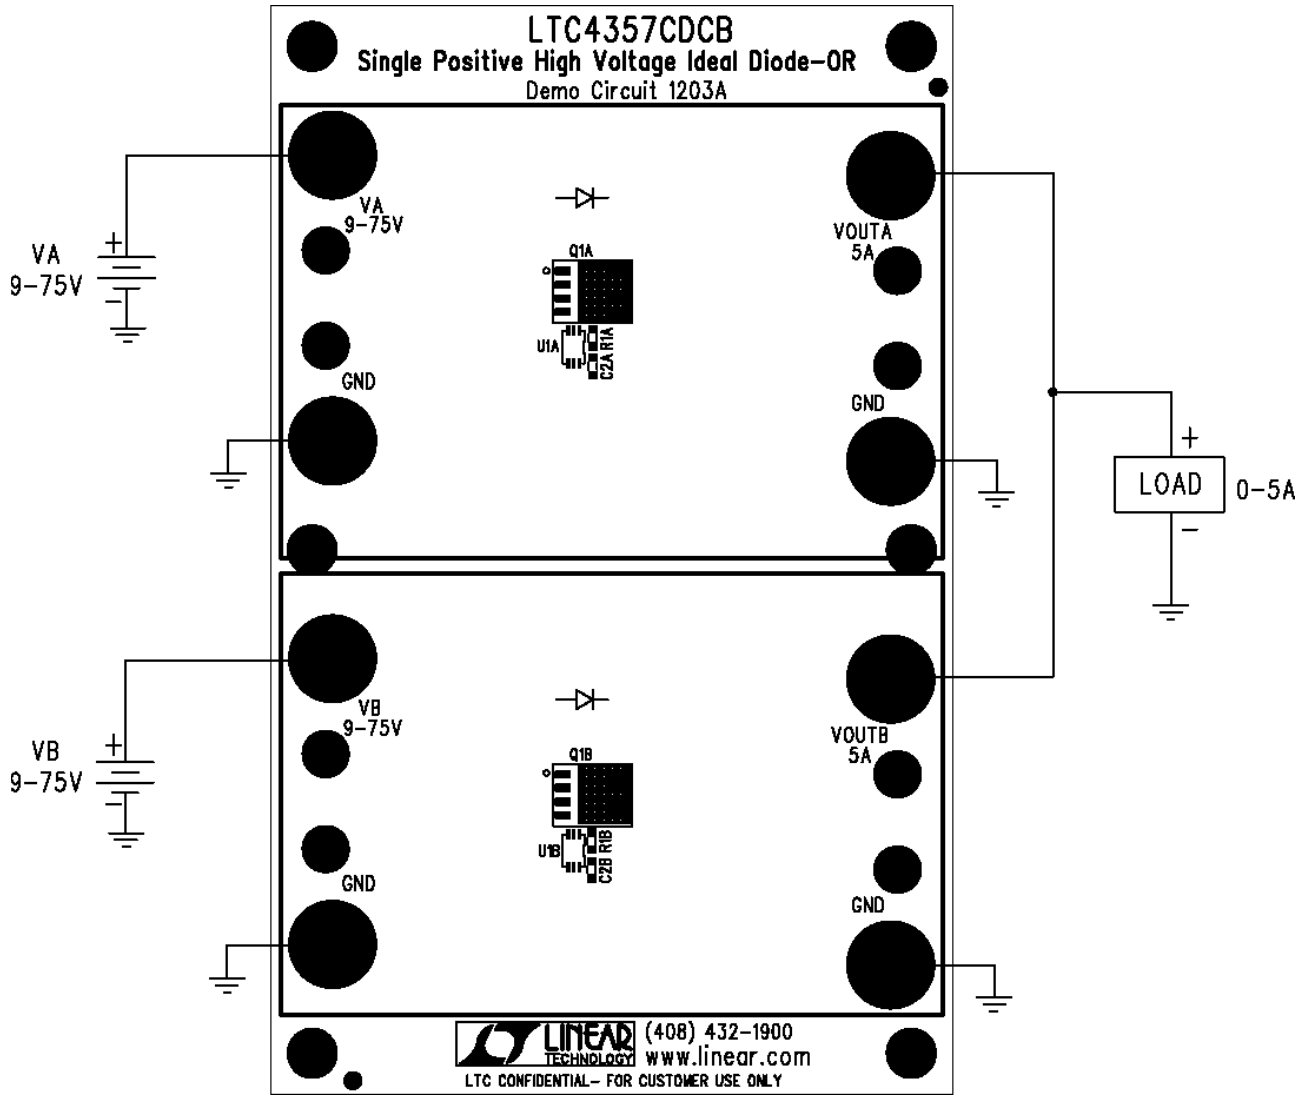 LTC4357CDCB
Single Positive High Voltage Ideal Diode-OR
Demo Circuit 1203A
VA
9-75V
+
VA
9-75V
-
GND
Q1A
U1A
R1A
C2A
VOUTA
5A
GND
+
LOAD
0-5A
-
VB
9-75V
+
VB
9-75V
-
GND
Q1B
U1B
R1B
C2B
VOUTB
5A
GND
LINEAR
TECHNOLOGY
(408) 432-1900
www.linear.com
LTC CONFIDENTIAL- FOR CUSTOMER USE ONLY